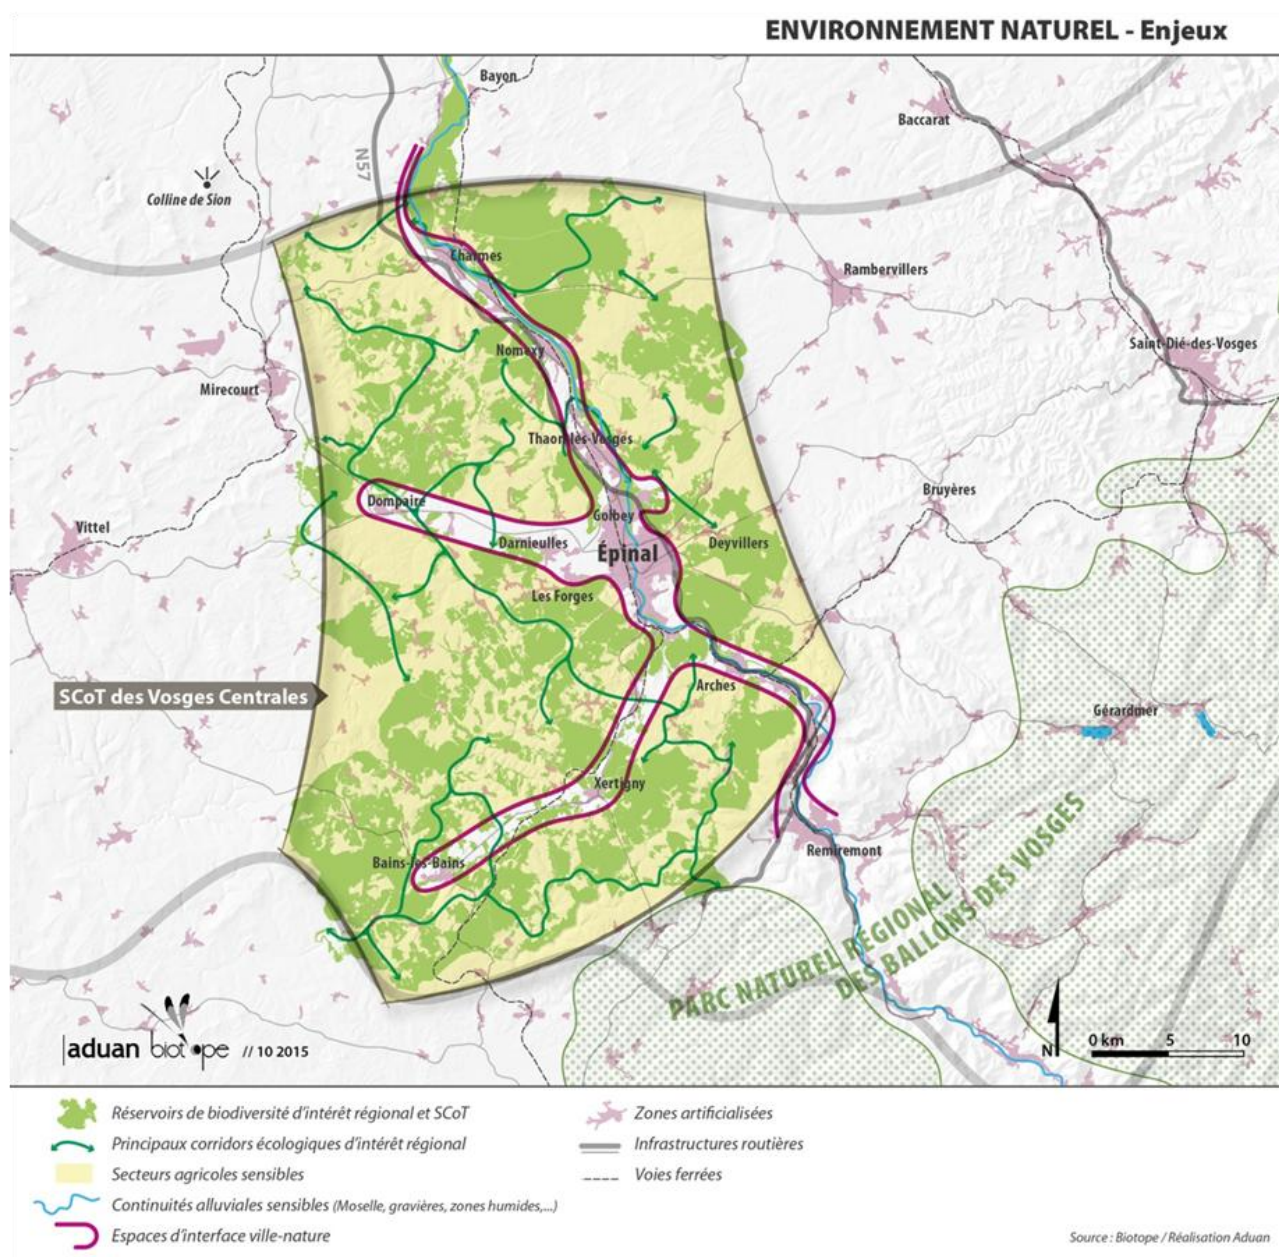 ENVIRONNEMENT NATUREL - Enjeux
Bayon
Baccarat
N57
Colline de Sion
Charmes
Rambervillers
Nomexy
Saint-Dié-des-Vosges
Mirecourt
Thaon-les-Vosges
Dompaire
Bruyères
Golbey
Vittel
Darnieulles
Épinal
Deyvillers
Les Forges
SCoT des Vosges Centrales
Arches
Gérardmer
Xertigny
Remiremont
Bains-les-Bains
PARC NATUREL RÉGIONAL
DES BALLONS DES VOSGES
aduan biotope // 10 2015
N
0 km 5 10
Réservoirs de biodiversité d'intérêt régional et SCoT
Principaux corridors écologiques d'intérêt régional
Secteurs agricoles sensibles
Continuités alluviales sensibles (Moselle, gravières, zones humides,...)
Espaces d'interface ville-nature
Zones artificialisées
Infrastructures routières
Voies ferrées
Source : Biotope / Réalisation Aduan